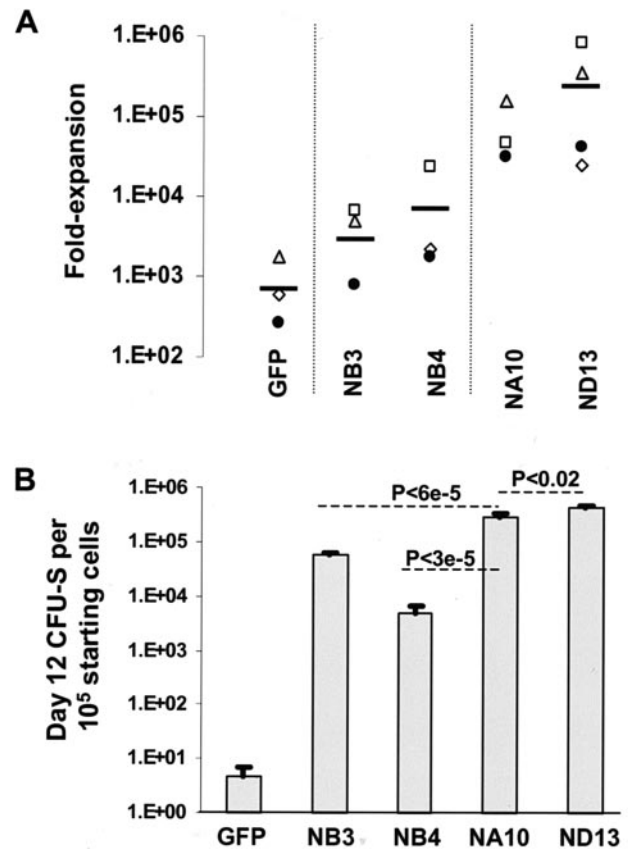 A
Fold-expansion
1.E+06
1.E+05
1.E+04
1.E+03
1.E+02
GFP
NB3
NB4
NA10
ND13
B
Day 12 CFU-S per
10⁵ starting cells
1.E+06
1.E+05
1.E+04
1.E+03
1.E+02
1.E+01
1.E+00
P<6e-5
P<0.02
P<3e-5
GFP NB3 NB4 NA10 ND13